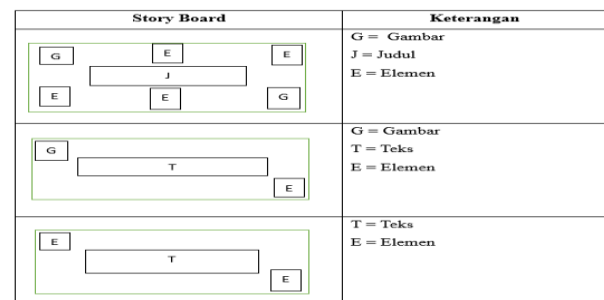 Story Board
Keterangan
G E E
J
E E G
G = Gambar
J = Judul
E = Elemen
G
T
E
G = Gambar
T = Teks
E = Elemen
E
T
E
T = Teks
E = Elemen